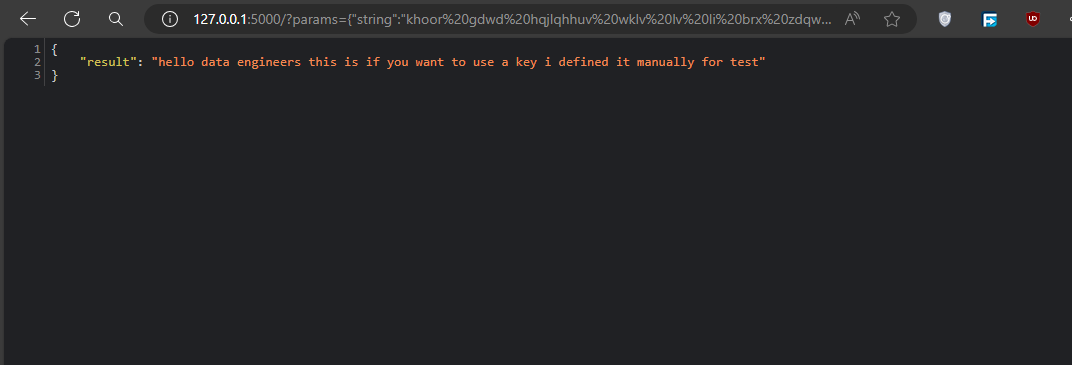 127.0.0.1:5000/?params={"string":"khoor%20gdwd%20hqjlqhhuv%20wklv%20lv%20li%20brx%20zdqw...
1 {
2 "result": "hello data engineers this is if you want to use a key i defined it manually for test"
3 }